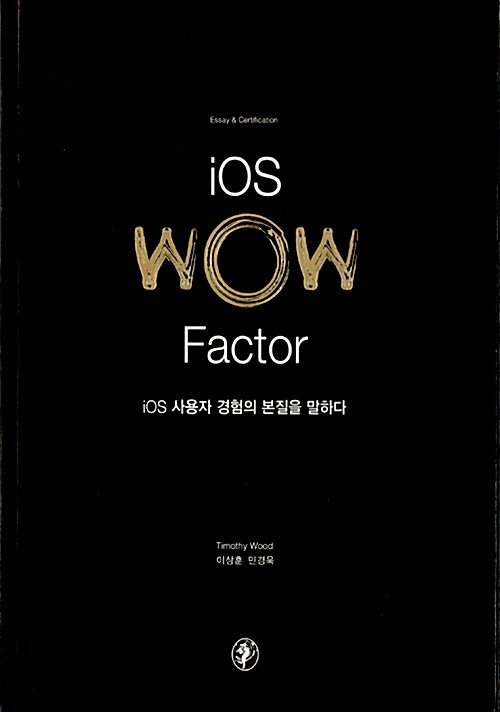 Essay & Certification
iOS
WOW
Factor
iOS 사용자 경험의 본질을 말하다
Timothy Wood
이상훈 민경욱